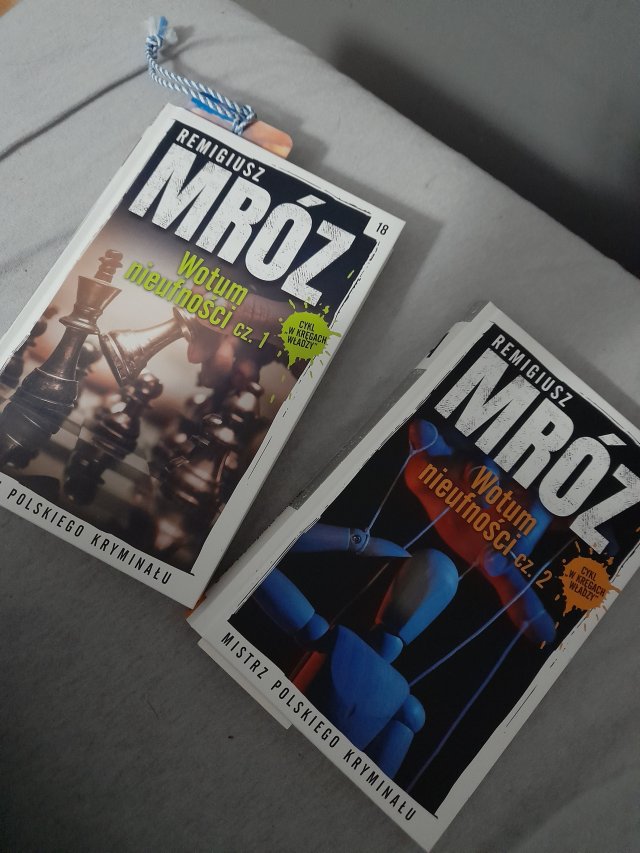 REMIGIUSZ
MRÓZ
18
Wotum
nieufności cz. 1
CYKL
„W KRĘGACH
WŁADZY”
POLSKIEGO KRYMINAŁU
REMIGIUSZ
MRÓZ
Wotum
nieufności cz. 2
CYKL
„W KRĘGACH
WŁADZY”
MISTRZ POLSKIEGO KRYMINAŁU